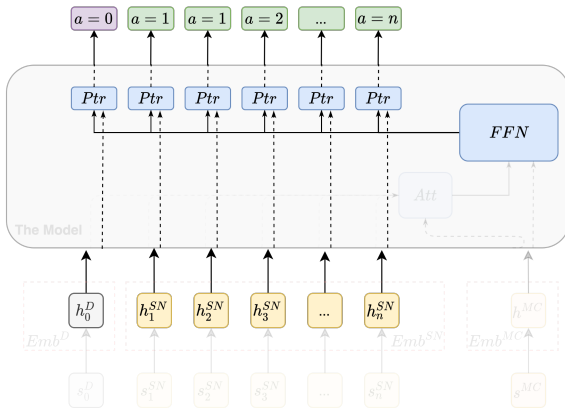 a = 0 a = 1 a = 1 a = 2 ... a = n
Ptr Ptr Ptr Ptr Ptr Ptr
FFN
Att
The Model
h_0^D h_1^{SN} h_2^{SN} h_3^{SN} ... h_n^{SN} h^{MC}
Emb^D Emb^{SN} Emb^{MC}
s_0^D s_1^{SN} s_2^{SN} s_3^{SN} ... s_n^{SN} s^{MC}